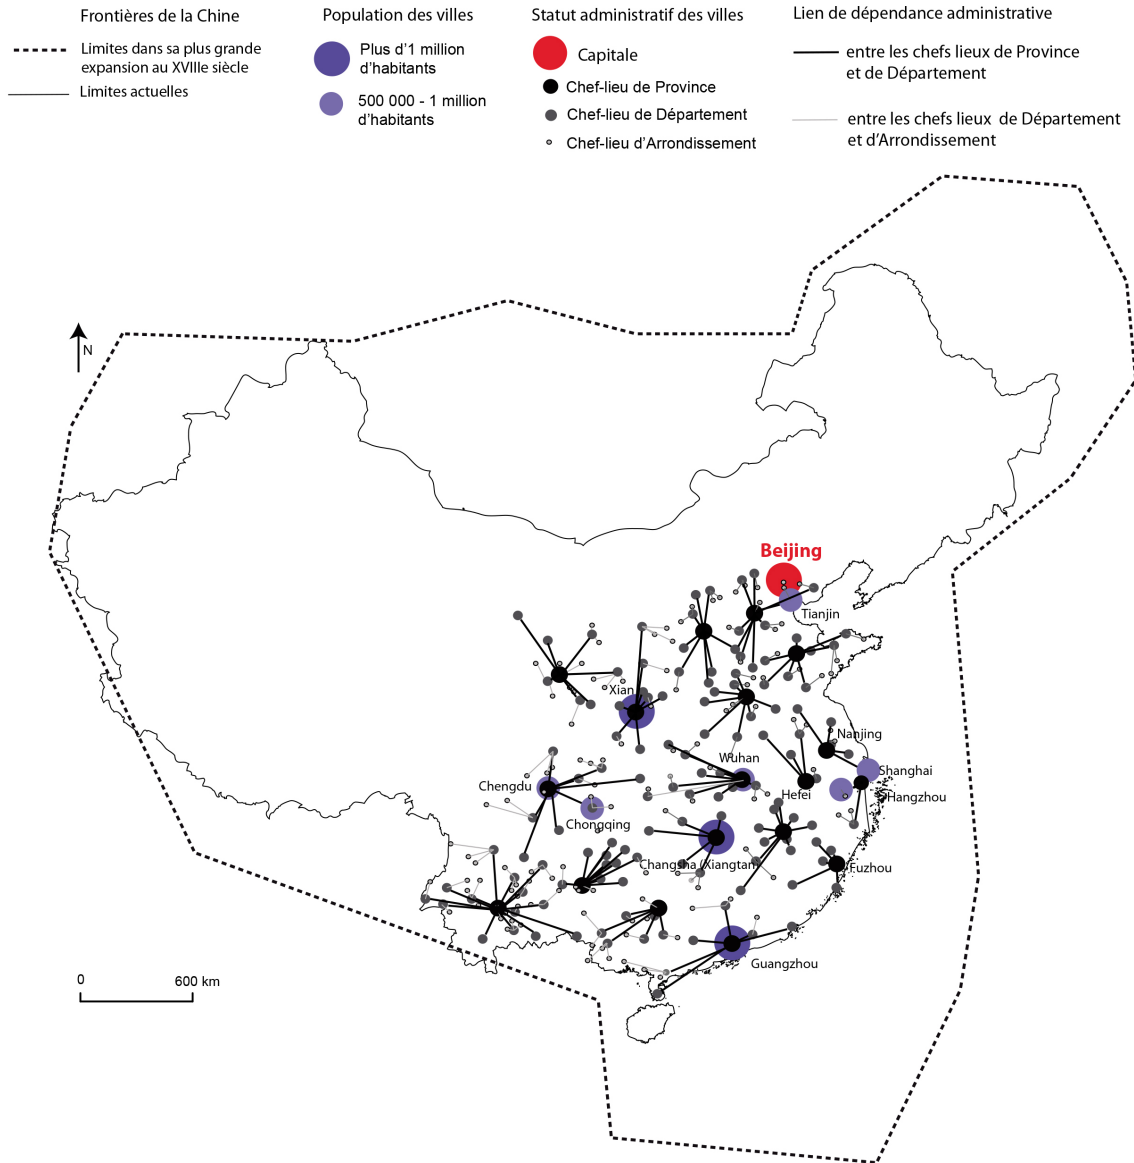 Frontières de la Chine
Limites dans sa plus grande
expansion au XVIIIe siècle
Limites actuelles
Population des villes
Plus d'1 million
d'habitants
500 000 - 1 million
d'habitants
Statut administratif des villes
Capitale
Chef-lieu de Province
Chef-lieu de Département
Chef-lieu d'Arrondissement
Lien de dépendance administrative
entre les chefs lieux de Province
et de Département
entre les chefs lieux de Département
et d'Arrondissement
N
Beijing
Tianjin
Xian
Nanjing
Wuhan
Shanghai
Chengdu
Hefei
Hangzhou
Chongqing
Changsha (Xiangtan)
Fuzhou
Guangzhou
0
600 km